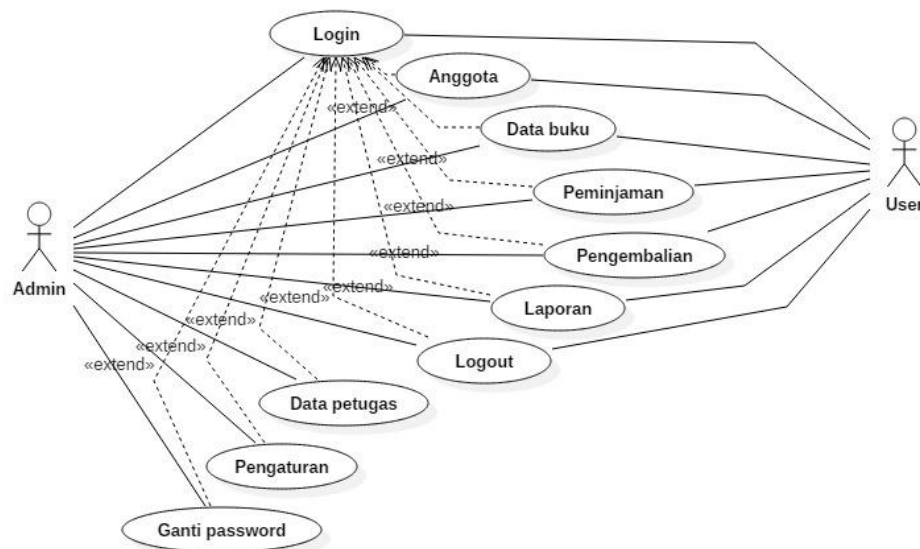 Login
Anggota
«extend»
Data buku
«extend»
Peminjaman
User
«extend»
Admin
«extend»
Pengembalian
«extend»
«extend»
Laporan
«extend»
«extend»
«extend»
Logout
Data petugas
Pengaturan
Ganti password